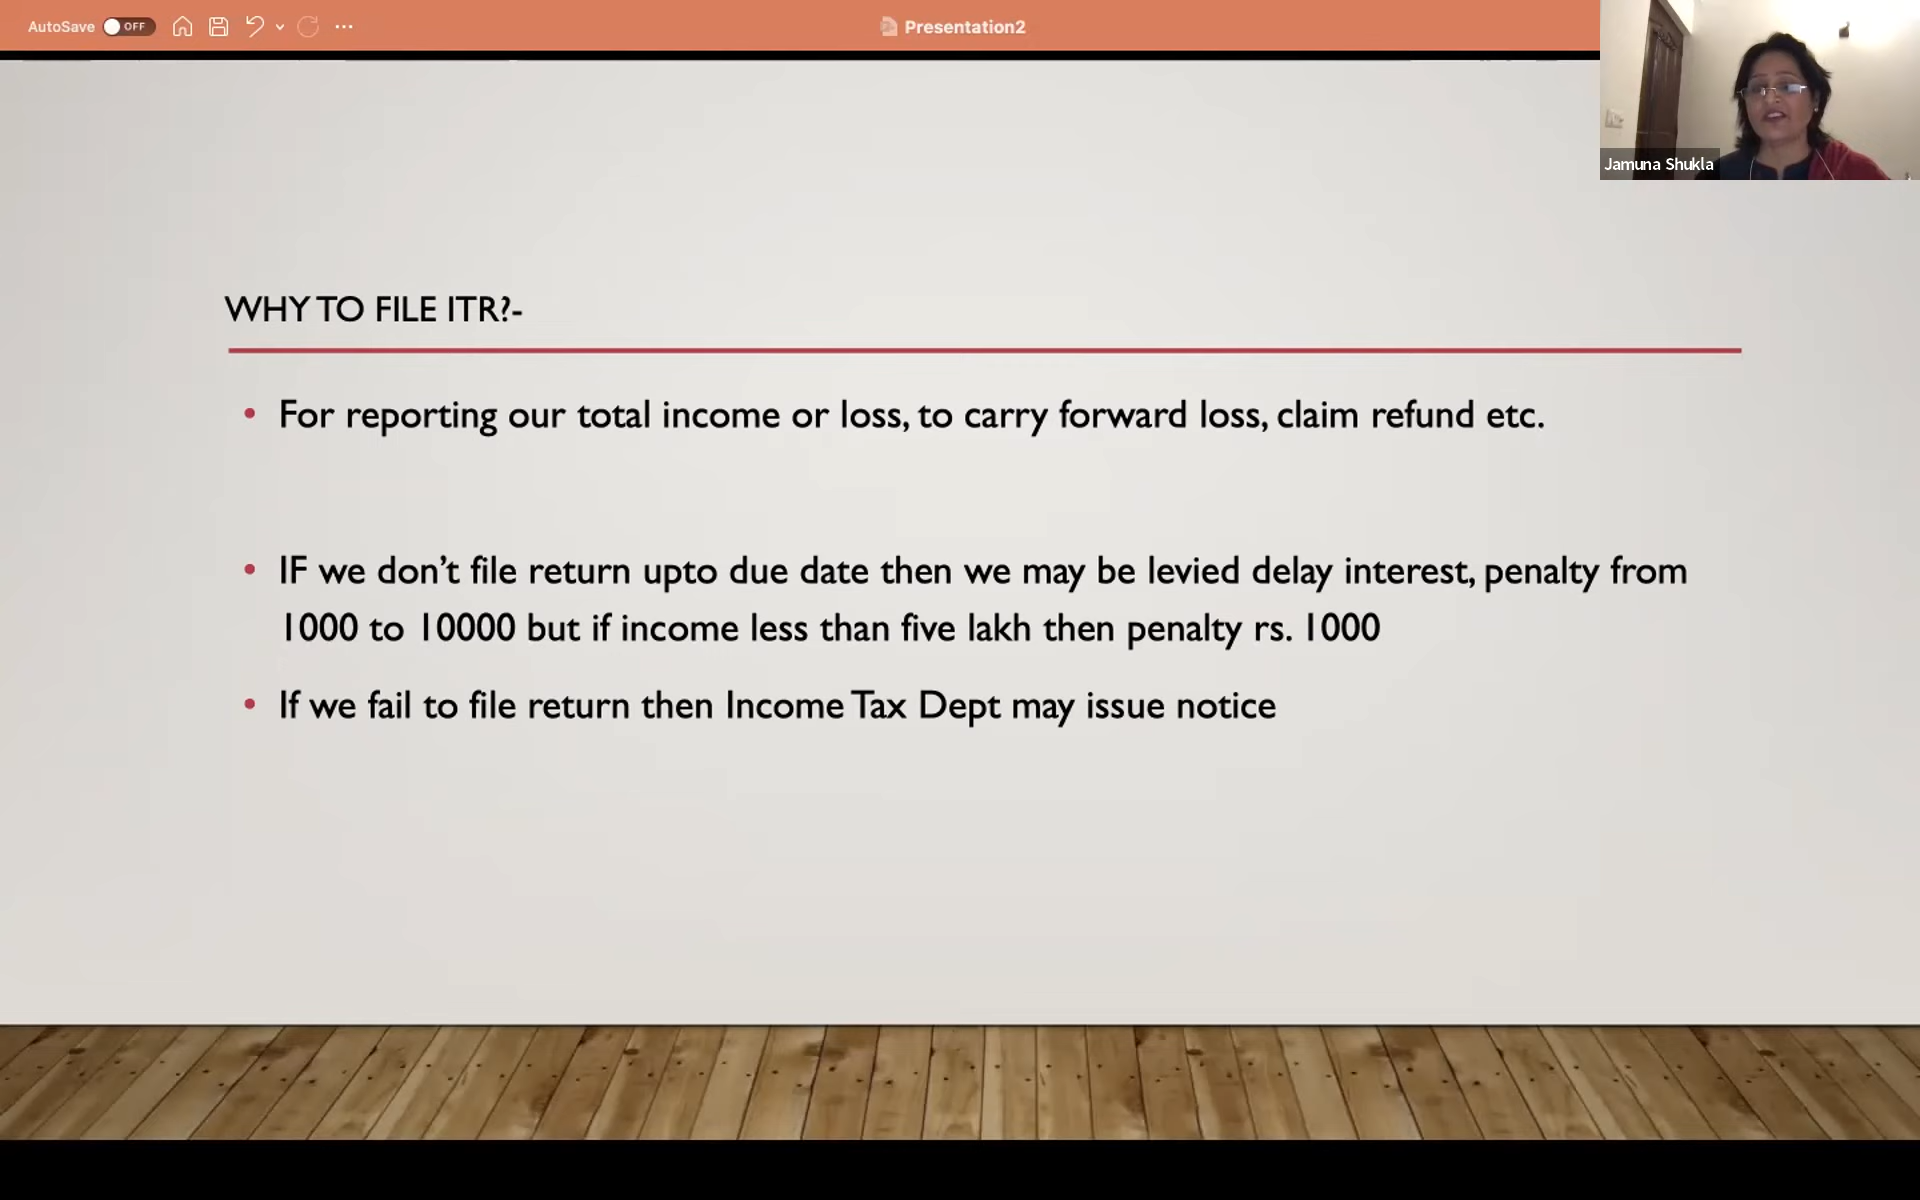 AutoSave OFF
Presentation2
Jamuna Shukla
WHY TO FILE ITR?-
• For reporting our total income or loss, to carry forward loss, claim refund etc.
• IF we don't file return upto due date then we may be levied delay interest, penalty from
1000 to 10000 but if income less than five lakh then penalty rs. 1000
• If we fail to file return then Income Tax Dept may issue notice